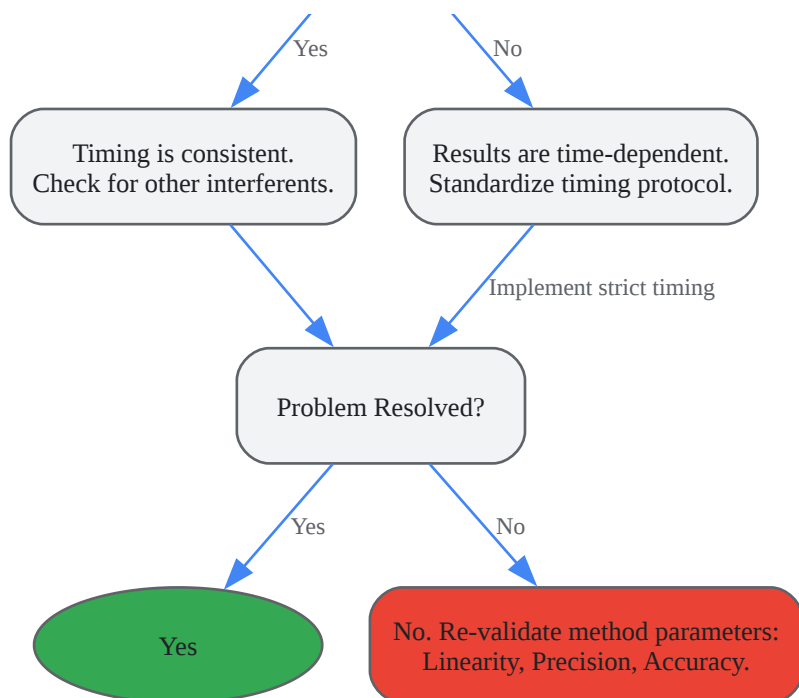 Yes
No
Timing is consistent.
Check for other interferents.
Results are time-dependent.
Standardize timing protocol.
Implement strict timing
Problem Resolved?
Yes
No
Yes
No. Re-validate method parameters:
Linearity, Precision, Accuracy.